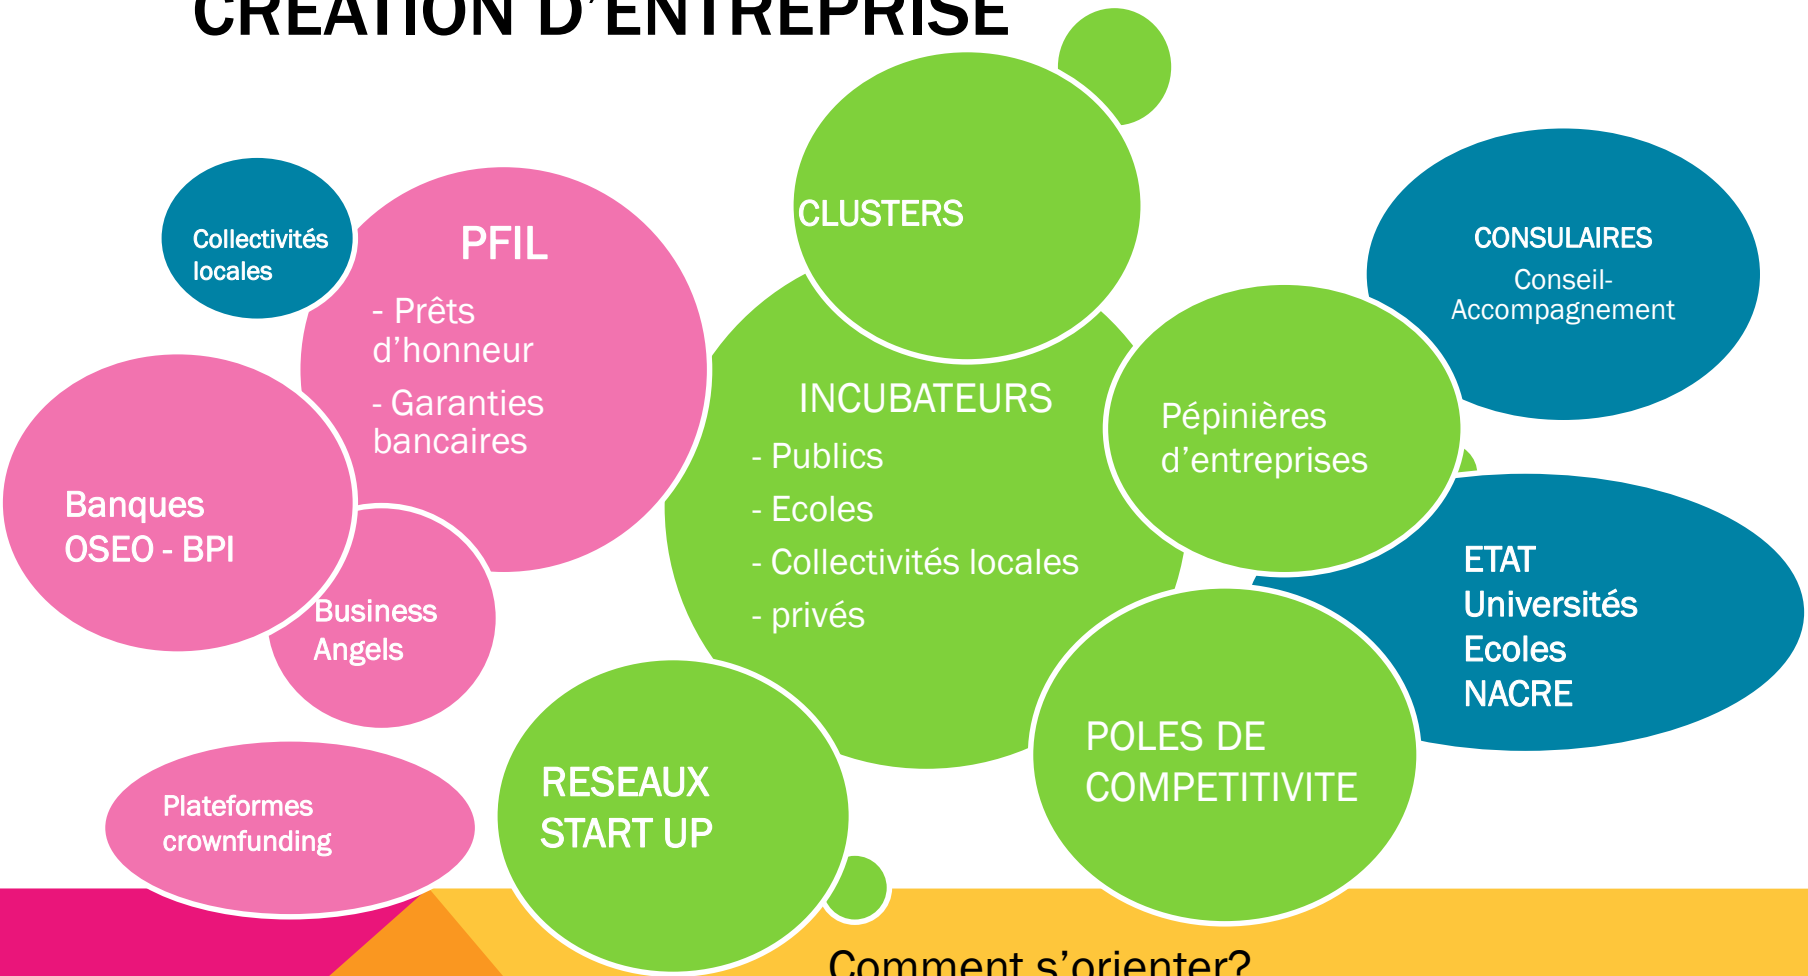 CREATION D'ENTREPRISE
Collectivités
locales
PFIL
- Prêts
d'honneur
- Garanties
bancaires
Banques
OSEO - BPI
Business
Angels
Plateformes
crownfunding
CLUSTERS
INCUBATEURS
- Publics
- Ecoles
- Collectivités locales
- privés
RESEAUX
START UP
Pépinières
d'entreprises
POLES DE
COMPETITIVITE
CONSULAIRES
Conseil-
Accompagnement
ETAT
Universités
Ecoles
NACRE
Comment s'orienter?